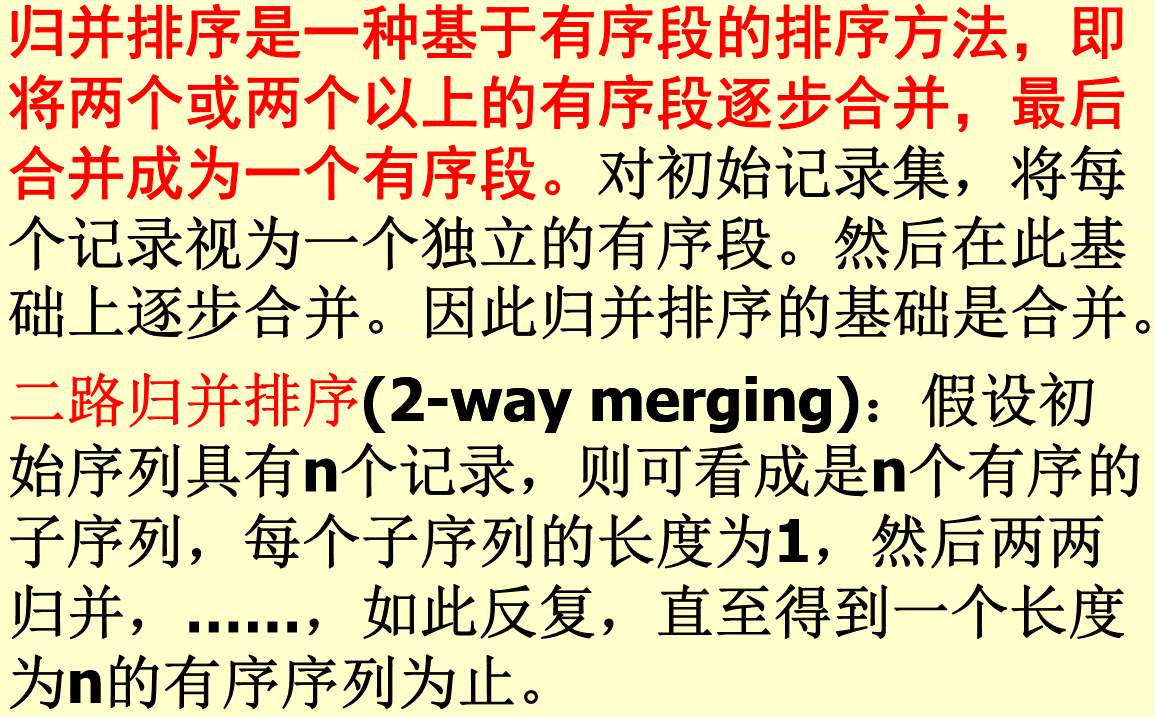 归并排序是一种基于有序段的排序方法，即
将两个或两个以上的有序段逐步合并，最后
合并成为一个有序段。对初始记录集，将每
个记录视为一个独立的有序段。然后在此基
础上逐步合并。因此归并排序的基础是合并。
二路归并排序(2-way merging)：假设初
始序列具有n个记录，则可看成是n个有序的
子序列，每个子序列的长度为1，然后两两
归并，……，如此反复，直至得到一个长度
为n的有序序列为止。